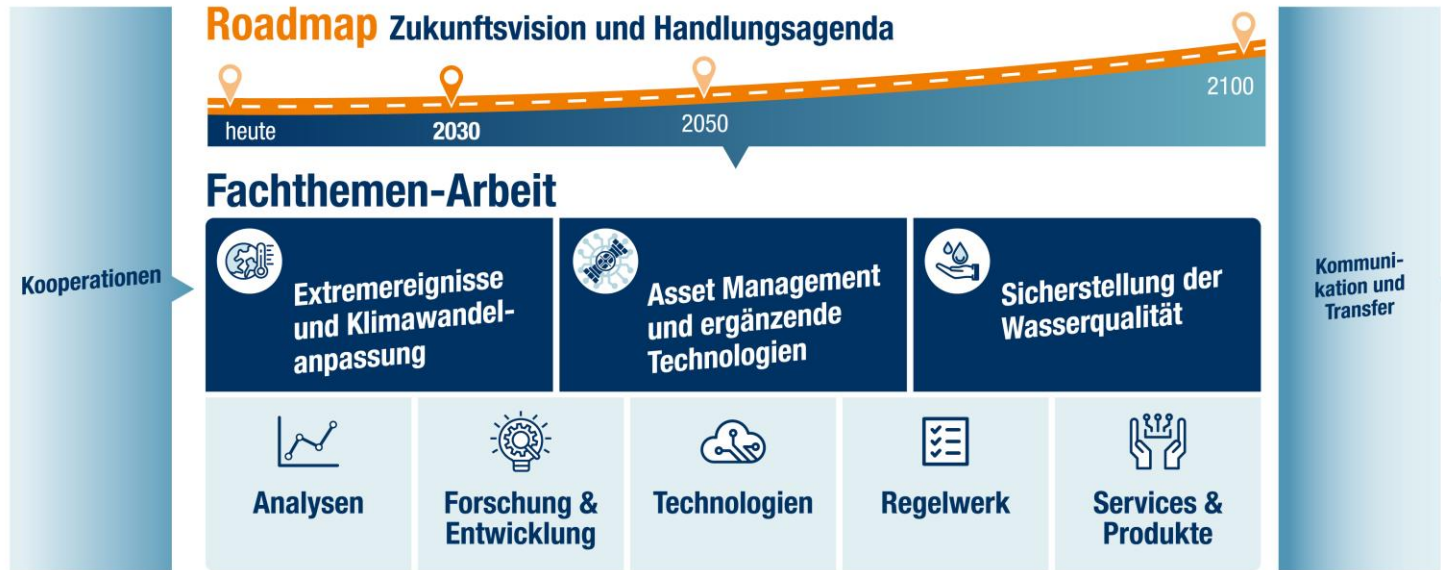 Roadmap Zukunftsvision und Handlungsagenda
heute
2030
2050
2100
Kooperationen
Fachthemen-Arbeit
Extremereignisse
und Klimawandel-
anpassung
Asset Management
und ergänzende
Technologien
Sicherstellung der
Wasserqualität
Analysen
Forschung &
Entwicklung
Technologien
Regelwerk
Services &
Produkte
Kommuni-
kation und
Transfer